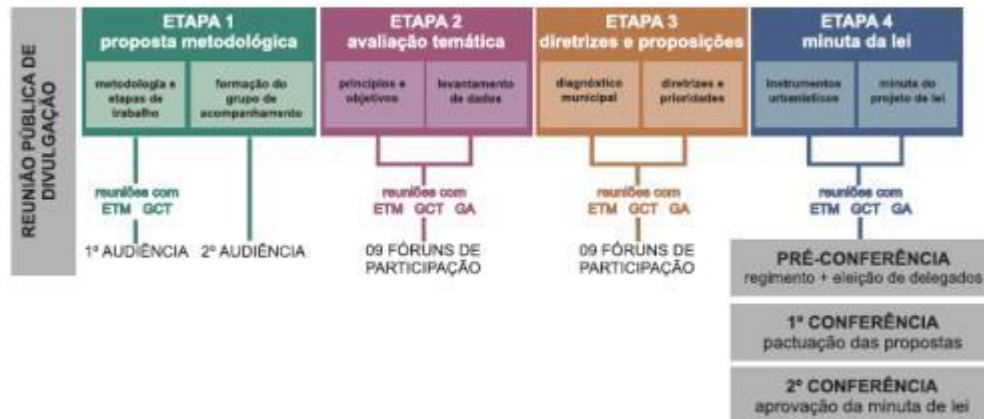 REUNIÃO PÚBLICA DE
DIVULGAÇÃO
ETAPA 1
proposta metodológica
metodologia e
etapas de
trabalho
formação do
grupo de
acompanhamento
reuniões com
ETM GCT
1º AUDIÊNCIA
2º AUDIÊNCIA
ETAPA 2
avaliação temática
princípios e
objetivos
levantamento
de dados
reuniões com
ETM GCT GA
09 FÓRUNS DE
PARTICIPAÇÃO
ETAPA 3
diretrizes e proposições
diagnóstico
municipal
diretrizes e
prioridades
reuniões com
ETM GCT GA
09 FÓRUNS DE
PARTICIPAÇÃO
ETAPA 4
minuta da lei
instrumentos
urbanísticos
minuta do
projeto de lei
reuniões com
ETM GCT GA
PRÉ-CONFERÊNCIA
regimento + eleição de delegados
1º CONFERÊNCIA
pactuação das propostas
2º CONFERÊNCIA
aprovação da minuta de lei